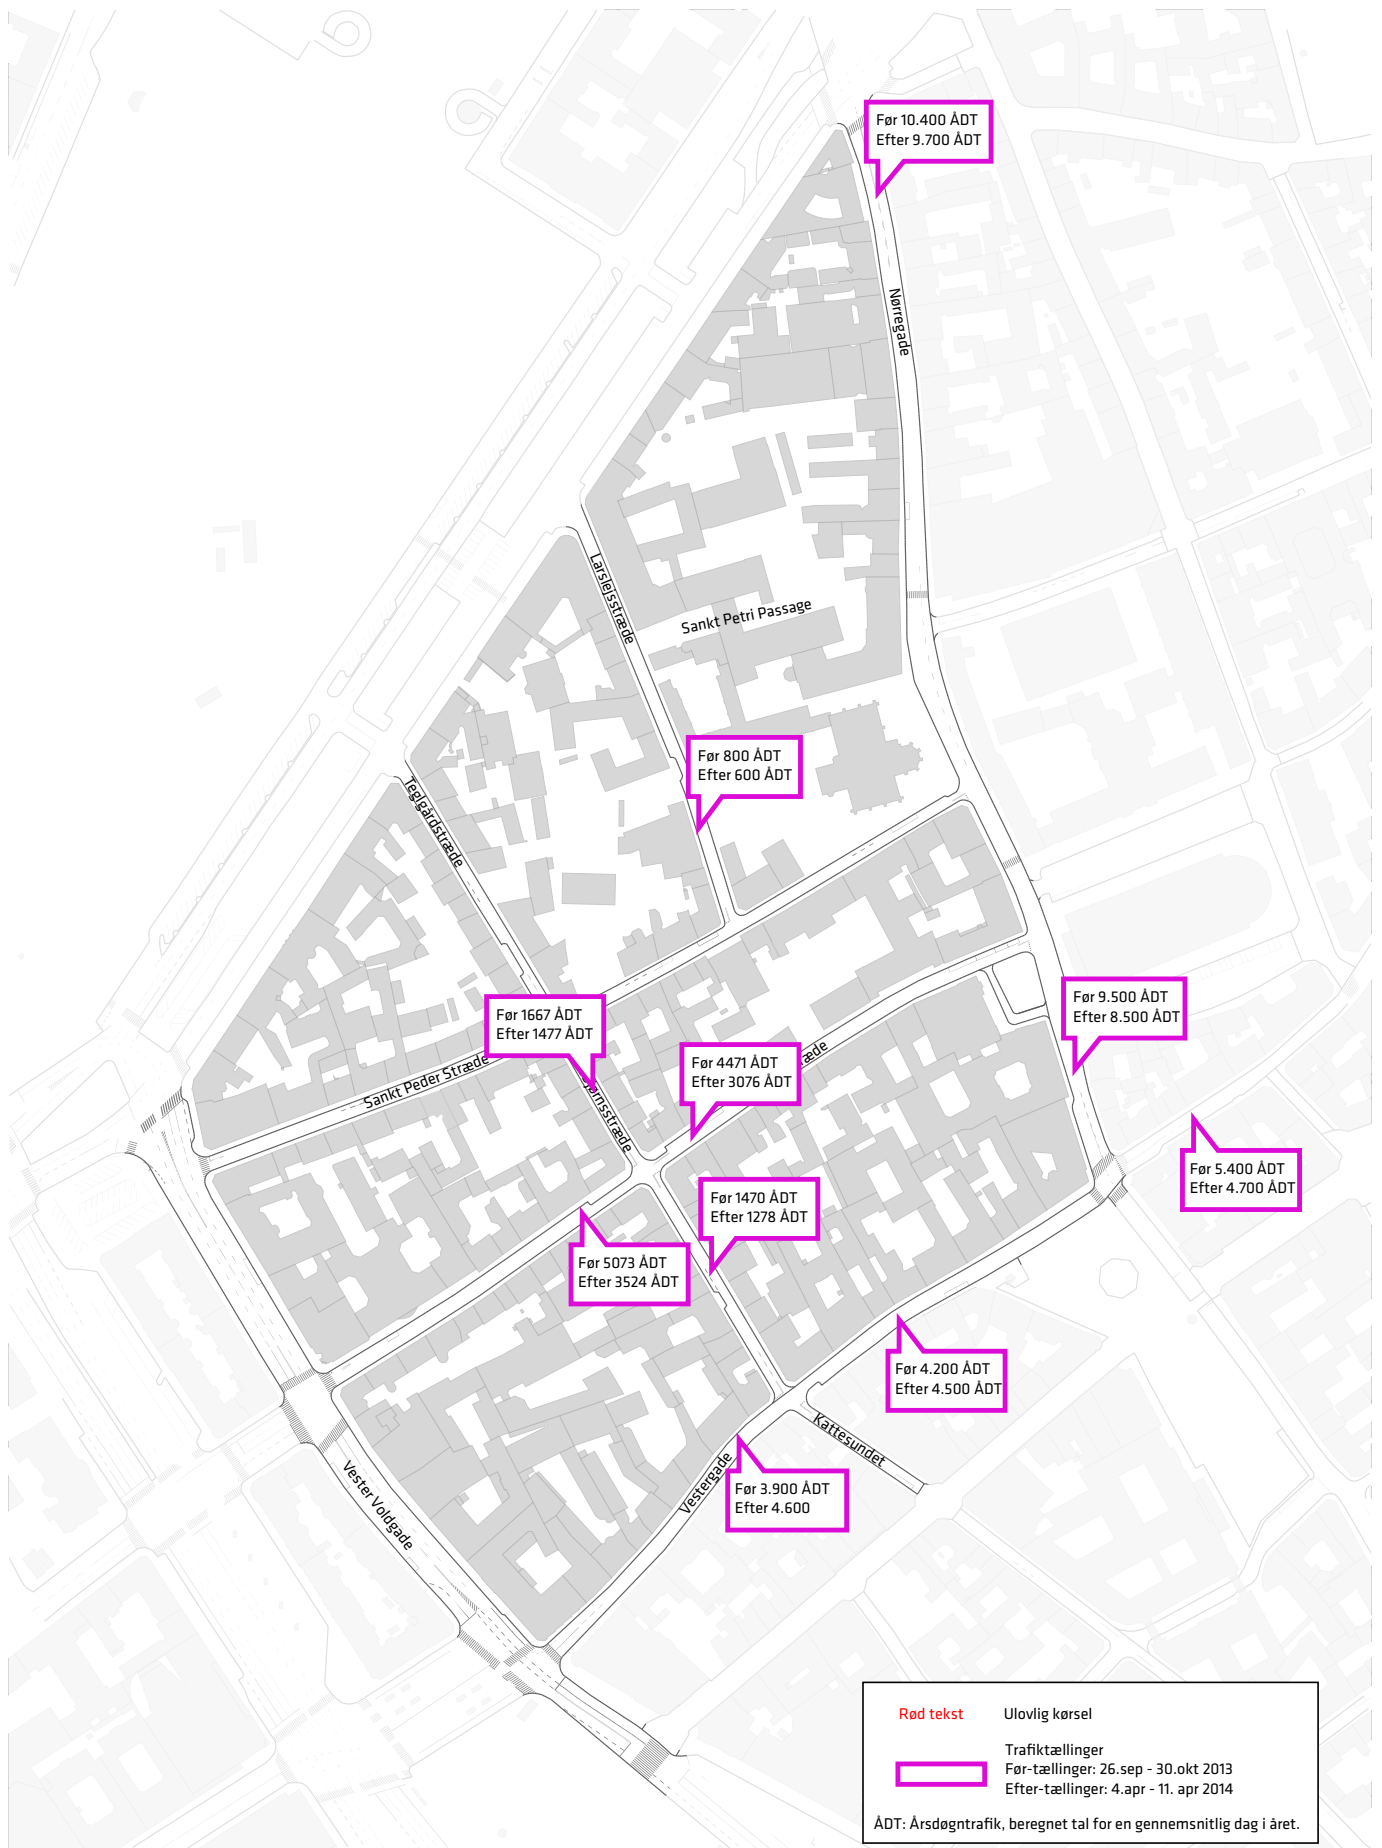 Før 10.400 ÅDT
Efter 9.700 ÅDT
Nørregade
Larslejsstræde
Sankt Petri Passage
Før 800 ÅDT
Efter 600 ÅDT
Teglgårdstræde
Før 9.500 ÅDT
Efter 8.500 ÅDT
Før 1667 ÅDT
Efter 1477 ÅDT
Sankt Peder Stræde
Før 4471 ÅDT
Efter 3076 ÅDT
ræde
jørnsstræde
Før 5.400 ÅDT
Efter 4.700 ÅDT
Før 1470 ÅDT
Efter 1278 ÅDT
Før 5073 ÅDT
Efter 3524 ÅDT
Før 4.200 ÅDT
Efter 4.500 ÅDT
Kattesundet
Vestergade
Før 3.900 ÅDT
Efter 4.600
Vester Voldgade
Rød tekst Ulovlig kørsel
Trafiktællinger
Før-tællinger: 26.sep - 30.okt 2013
Efter-tællinger: 4.apr - 11. apr 2014
ÅDT: Årsdøgntrafik, beregnet tal for en gennemsnitlig dag i året.